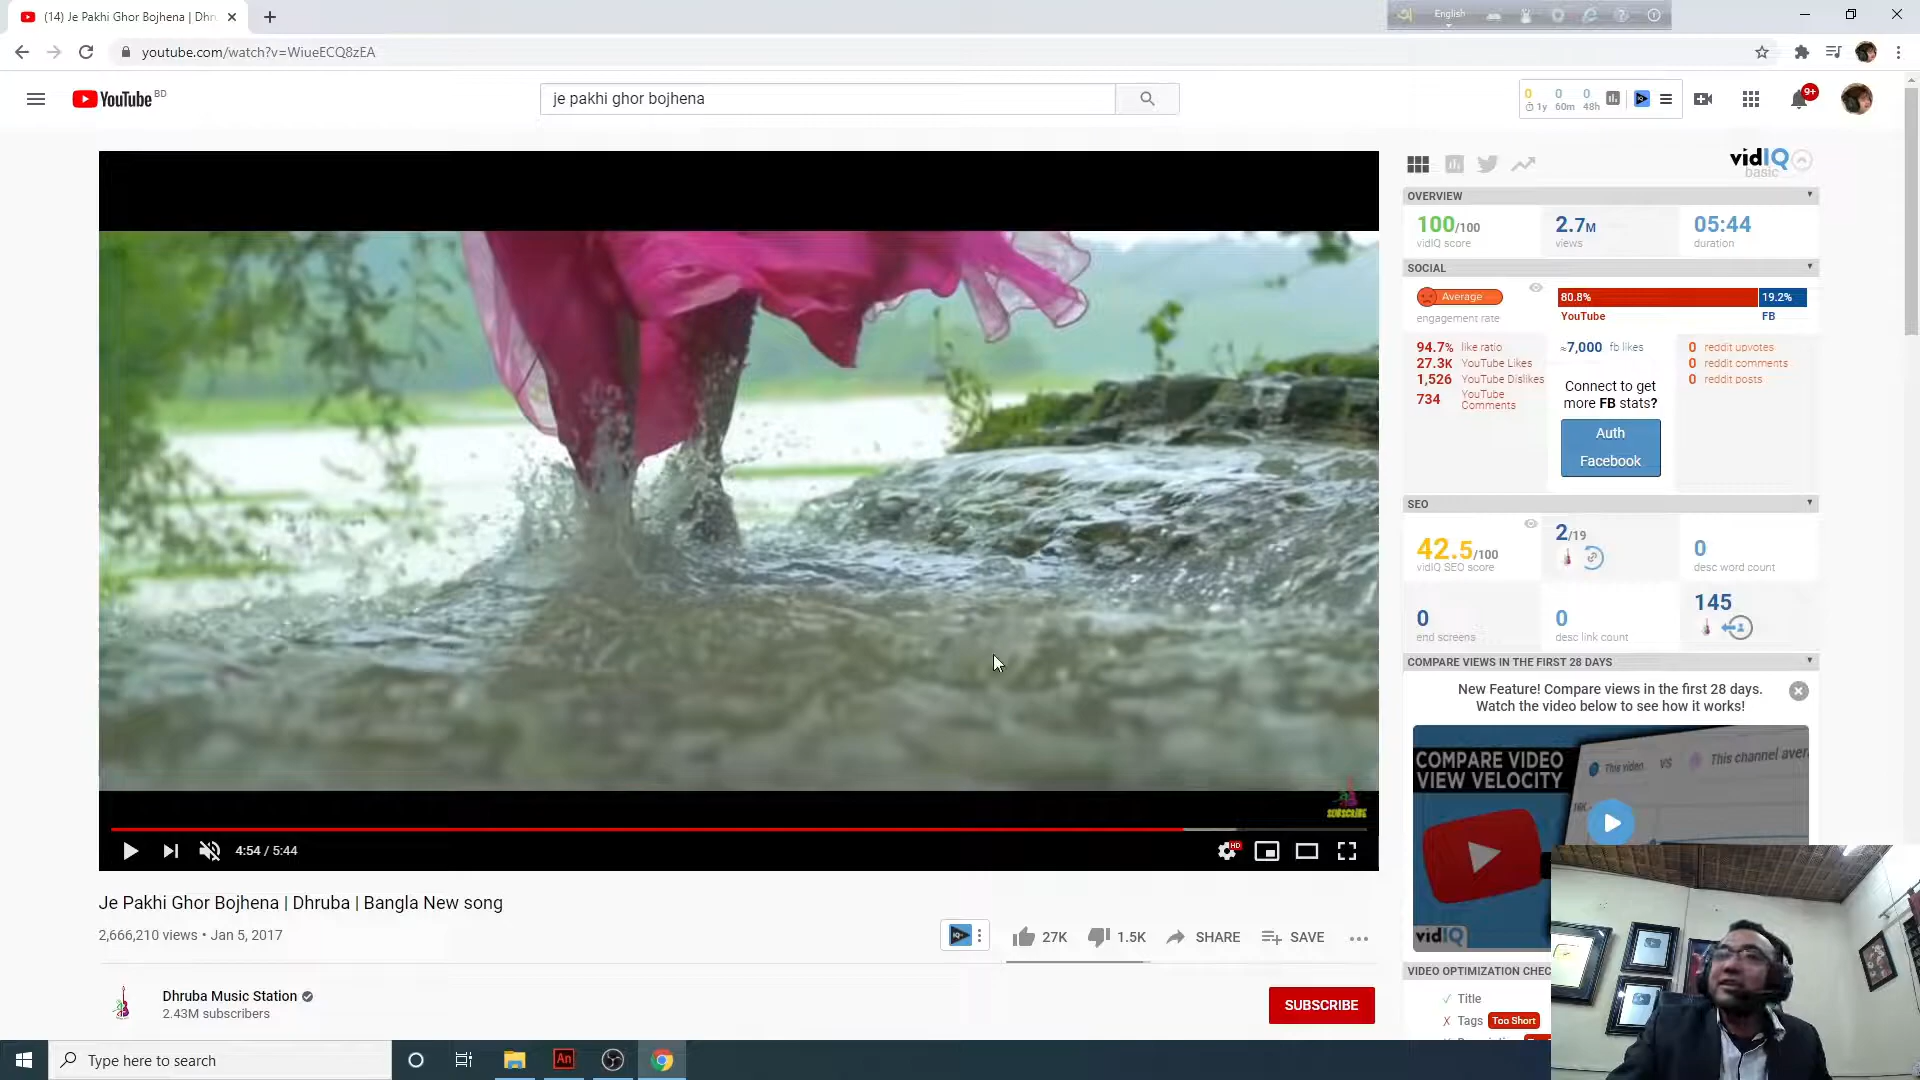 (14) Je Pakhi Ghor Bojhena | Dhru
English
youtube.com/watch?v=WiueECQ8zEA
YouTube BD
je pakhi ghor bojhena
0 0 0
1y 60m 48h
9+
vidIQ
basic
OVERVIEW
100/100
vidIQ score
2.7M
views
05:44
duration
SOCIAL
Average
engagement rate
80.8% 19.2%
YouTube FB
94.7% like ratio
27.3K YouTube Likes
1,526 YouTube Dislikes
734 YouTube Comments
≈7,000 fb likes
Connect to get
more FB stats?
Auth
Facebook
0 reddit upvotes
0 reddit comments
0 reddit posts
SEO
42.5/100
vidIQ SEO score
2/19
0
desc word count
0
end screens
0
desc link count
145
COMPARE VIEWS IN THE FIRST 28 DAYS
New Feature! Compare views in the first 28 days.
Watch the video below to see how it works!
COMPARE VIDEO
VIEW VELOCITY
This video vs This channel aver
vidIQ
SUBSCRIBE
4:54 / 5:44
HD
Je Pakhi Ghor Bojhena | Dhruba | Bangla New song
2,666,210 views • Jan 5, 2017
27K 1.5K SHARE SAVE
Dhruba Music Station
2.43M subscribers
SUBSCRIBE
VIDEO OPTIMIZATION CHEC
Title
Tags Too Short
Type here to search
An